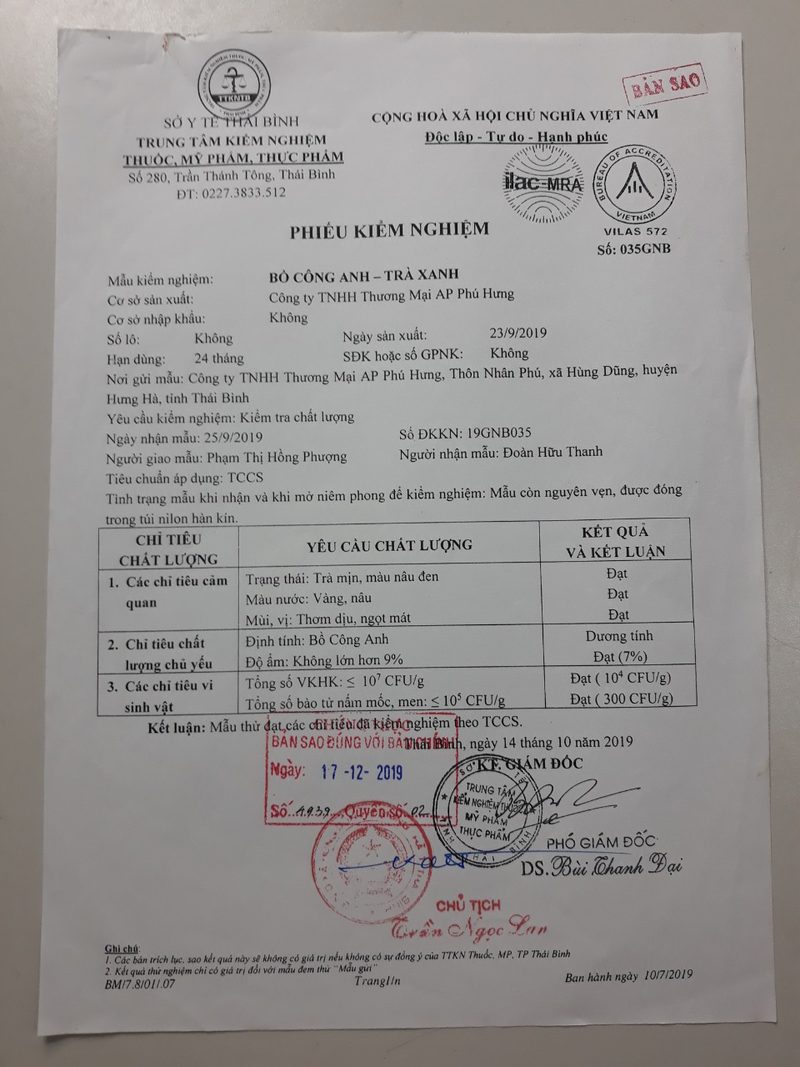 BẢN SAO
TTKNTB
SỞ Y TẾ THÁI BÌNH
TRUNG TÂM KIỂM NGHIỆM
THUỐC, MỸ PHẨM, THỰC PHẨM
Số 280, Trần Thánh Tông, Thái Bình
ĐT: 0227.3833.512
CỘNG HOÀ XÃ HỘI CHỦ NGHĨA VIỆT NAM
Độc lập - Tự do - Hạnh phúc
ilac-MRA
BUREAU OF ACCREDITATION
VIETNAM
VILAS 572
PHIẾU KIỂM NGHIỆM
Số: 035GNB
Mẫu kiểm nghiệm: BỒ CÔNG ANH – TRÀ XANH
Cơ sở sản xuất: Công ty TNHH Thương Mại AP Phú Hưng
Cơ sở nhập khẩu: Không
Số lô: Không Ngày sản xuất: 23/9/2019
Hạn dùng: 24 tháng SĐK hoặc số GPNK: Không
Nơi gửi mẫu: Công ty TNHH Thương Mại AP Phú Hưng, Thôn Nhân Phú, xã Hùng Dũng, huyện
Hưng Hà, tỉnh Thái Bình
Yêu cầu kiểm nghiệm: Kiểm tra chất lượng
Ngày nhận mẫu: 25/9/2019 Số ĐKKN: 19GNB035
Người giao mẫu: Phạm Thị Hồng Phượng Người nhận mẫu: Đoàn Hữu Thanh
Tiêu chuẩn áp dụng: TCCS
Tình trạng mẫu khi nhận và khi mở niêm phong để kiểm nghiệm: Mẫu còn nguyên vẹn, được đóng
trong túi nilon hàn kín.
CHỈ TIÊU
CHẤT LƯỢNG
YÊU CẦU CHẤT LƯỢNG
KẾT QUẢ
VÀ KẾT LUẬN
1. Các chỉ tiêu cảm
quan
Trạng thái: Trà mịn, màu nâu đen Đạt
Màu nước: Vàng, nâu Đạt
Mùi, vị: Thơm dịu, ngọt mát Đạt
2. Chỉ tiêu chất
lượng chủ yếu
Định tính: Bồ Công Anh Dương tính
Độ ẩm: Không lớn hơn 9% Đạt (7%)
3. Các chỉ tiêu vi
sinh vật
Tổng số VKHK: ≤ 10⁷ CFU/g Đạt ( 10⁴ CFU/g)
Tổng số bào tử nấm mốc, men: ≤ 10⁵ CFU/g Đạt ( 300 CFU/g)
Kết luận: Mẫu thử đạt các chỉ tiêu đã kiểm nghiệm theo TCCS.
Thái Bình, ngày 14 tháng 10 năm 2019
BẢN SAO ĐÚNG VỚI BẢN CHÍNH
Ngày: 17-12-2019
Số 4939 Quyển số 02
KT. GIÁM ĐỐC
TRUNG TÂM
KIỂM NGHIỆM THUỐC
MỸ PHẨM
THỰC PHẨM
PHÓ GIÁM ĐỐC
DS. Bùi Thanh Đại
CHỦ TỊCH
Trần Ngọc Lan
Ghi chú:
1. Các bản trích lục, sao kết quả này sẽ không có giá trị nếu không có sự đồng ý của TTKN Thuốc, MP, TP Thái Bình
2. Kết quả thử nghiệm chỉ có giá trị đối với mẫu đem thử "Mẫu gửi"
BM/7.8/01/.07 Trang1/n Ban hành ngày 10/7/2019